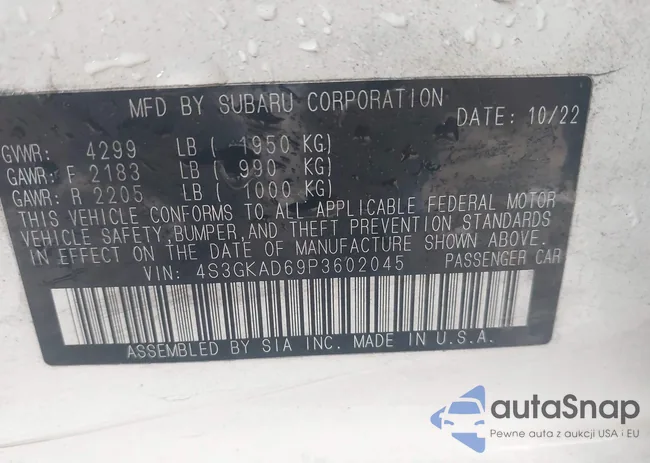 MFD BY SUBARU CORPORATION
DATE: 10/22
GVWR: 4299 LB ( 1950 KG.)
GAWR: F 2183 LB ( 990 KG.)
GAWR: R 2205 LB ( 1000 KG.)
THIS VEHICLE CONFORMS TO ALL APPLICABLE FEDERAL MOTOR
VEHICLE SAFETY, BUMPER, AND THEFT PREVENTION STANDARDS
IN EFFECT ON THE DATE OF MANUFACTURE SHOWN ABOVE.
VIN: 4S3GKAD69P3602045 PASSENGER CAR
ASSEMBLED BY SIA INC. MADE IN U.S.A.
autaSnap
Pewne auta z aukcji USA i EU